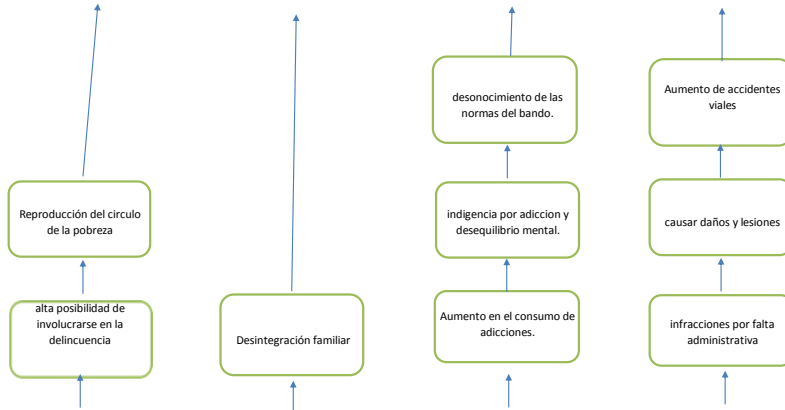 desonocimiento de las
normas del bando.
Aumento de accidentes
viales
Reproducción del circulo
de la pobreza
indigencia por adiccion y
desequilibrio mental.
causar daños y lesiones
alta posibilidad de
involucrarse en la
delincuencia
Desintegración familiar
Aumento en el consumo de
adicciones.
infracciones por falta
administrativa